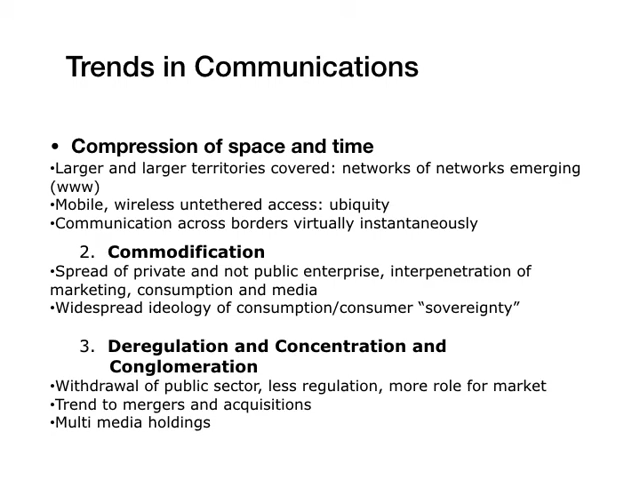 Trends in Communications
• Compression of space and time
•Larger and larger territories covered: networks of networks emerging
(www)
•Mobile, wireless untethered access: ubiquity
•Communication across borders virtually instantaneously
2. Commodification
•Spread of private and not public enterprise, interpenetration of
marketing, consumption and media
•Widespread ideology of consumption/consumer “sovereignty”
3. Deregulation and Concentration and
Conglomeration
•Withdrawal of public sector, less regulation, more role for market
•Trend to mergers and acquisitions
•Multi media holdings